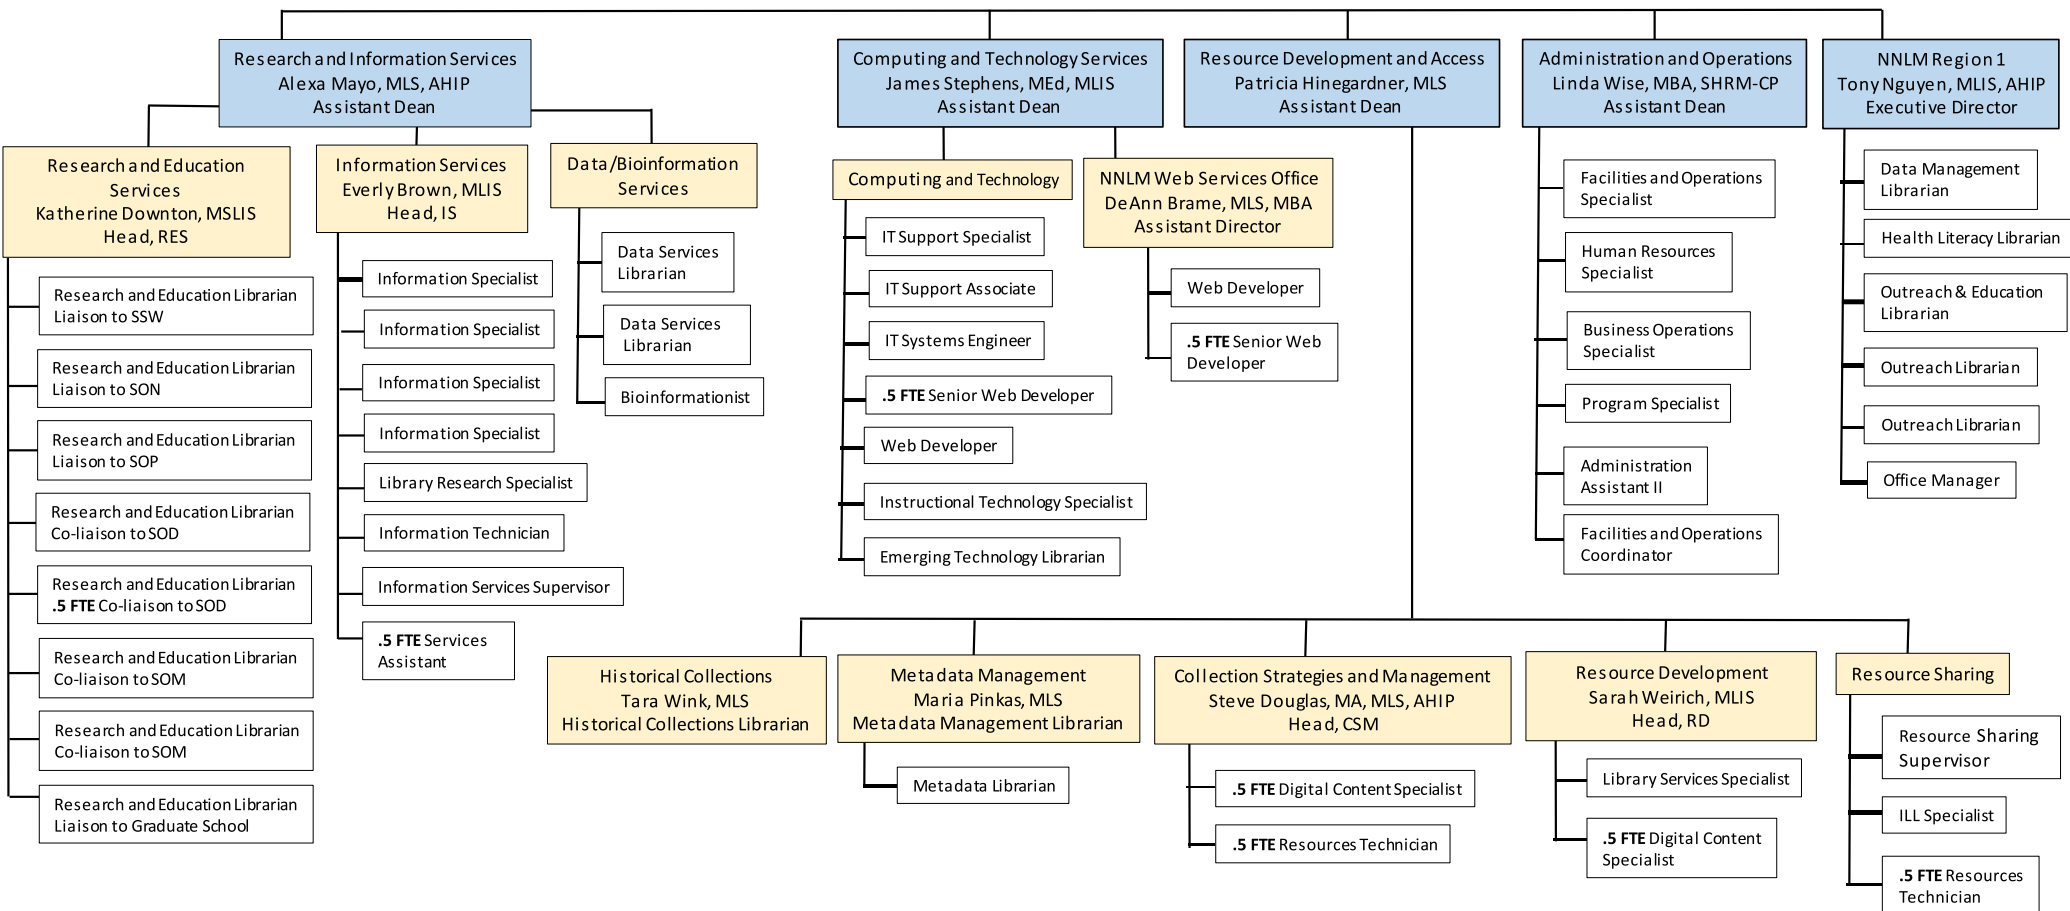 Research and Information Services
Alexa Mayo, MLS, AHIP
Assistant Dean
Research and Education
Services
Katherine Downton, MSLIS
Head, RES
Research and Education Librarian
Liaison to SSW
Research and Education Librarian
Liaison to SON
Research and Education Librarian
Liaison to SOP
Research and Education Librarian
Co-liaison to SOD
Research and Education Librarian
.5 FTE Co-liaison to SOD
Research and Education Librarian
Co-liaison to SOM
Research and Education Librarian
Co-liaison to SOM
Research and Education Librarian
Liaison to Graduate School
Information Services
Everly Brown, MLIS
Head, IS
Information Specialist
Information Specialist
Information Specialist
Information Specialist
Library Research Specialist
Information Technician
Information Services Supervisor
.5 FTE Services
Assistant
Data/Bioinformation
Services
Data Services
Librarian
Data Services
Librarian
Bioinformationist
Computing and Technology Services
James Stephens, MEd, MLIS
Assistant Dean
Computing and Technology
IT Support Specialist
IT Support Associate
IT Systems Engineer
.5 FTE Senior Web Developer
Web Developer
Instructional Technology Specialist
Emerging Technology Librarian
NNLM Web Services Office
DeAnn Brame, MLS, MBA
Assistant Director
Web Developer
.5 FTE Senior Web
Developer
Resource Development and Access
Patricia Hinegardner, MLS
Assistant Dean
Historical Collections
Tara Wink, MLS
Historical Collections Librarian
Metadata Management
Maria Pinkas, MLS
Metadata Management Librarian
Metadata Librarian
Collection Strategies and Management
Steve Douglas, MA, MLS, AHIP
Head, CSM
.5 FTE Digital Content Specialist
.5 FTE Resources Technician
Resource Development
Sarah Weirich, MLIS
Head, RD
Library Services Specialist
.5 FTE Digital Content
Specialist
Resource Sharing
Resource Sharing
Supervisor
ILL Specialist
.5 FTE Resources
Technician
Administration and Operations
Linda Wise, MBA, SHRM-CP
Assistant Dean
Facilities and Operations
Specialist
Human Resources
Specialist
Business Operations
Specialist
Program Specialist
Administration
Assistant II
Facilities and Operations
Coordinator
NNLM Region 1
Tony Nguyen, MLIS, AHIP
Executive Director
Data Management
Librarian
Health Literacy Librarian
Outreach & Education
Librarian
Outreach Librarian
Outreach Librarian
Office Manager